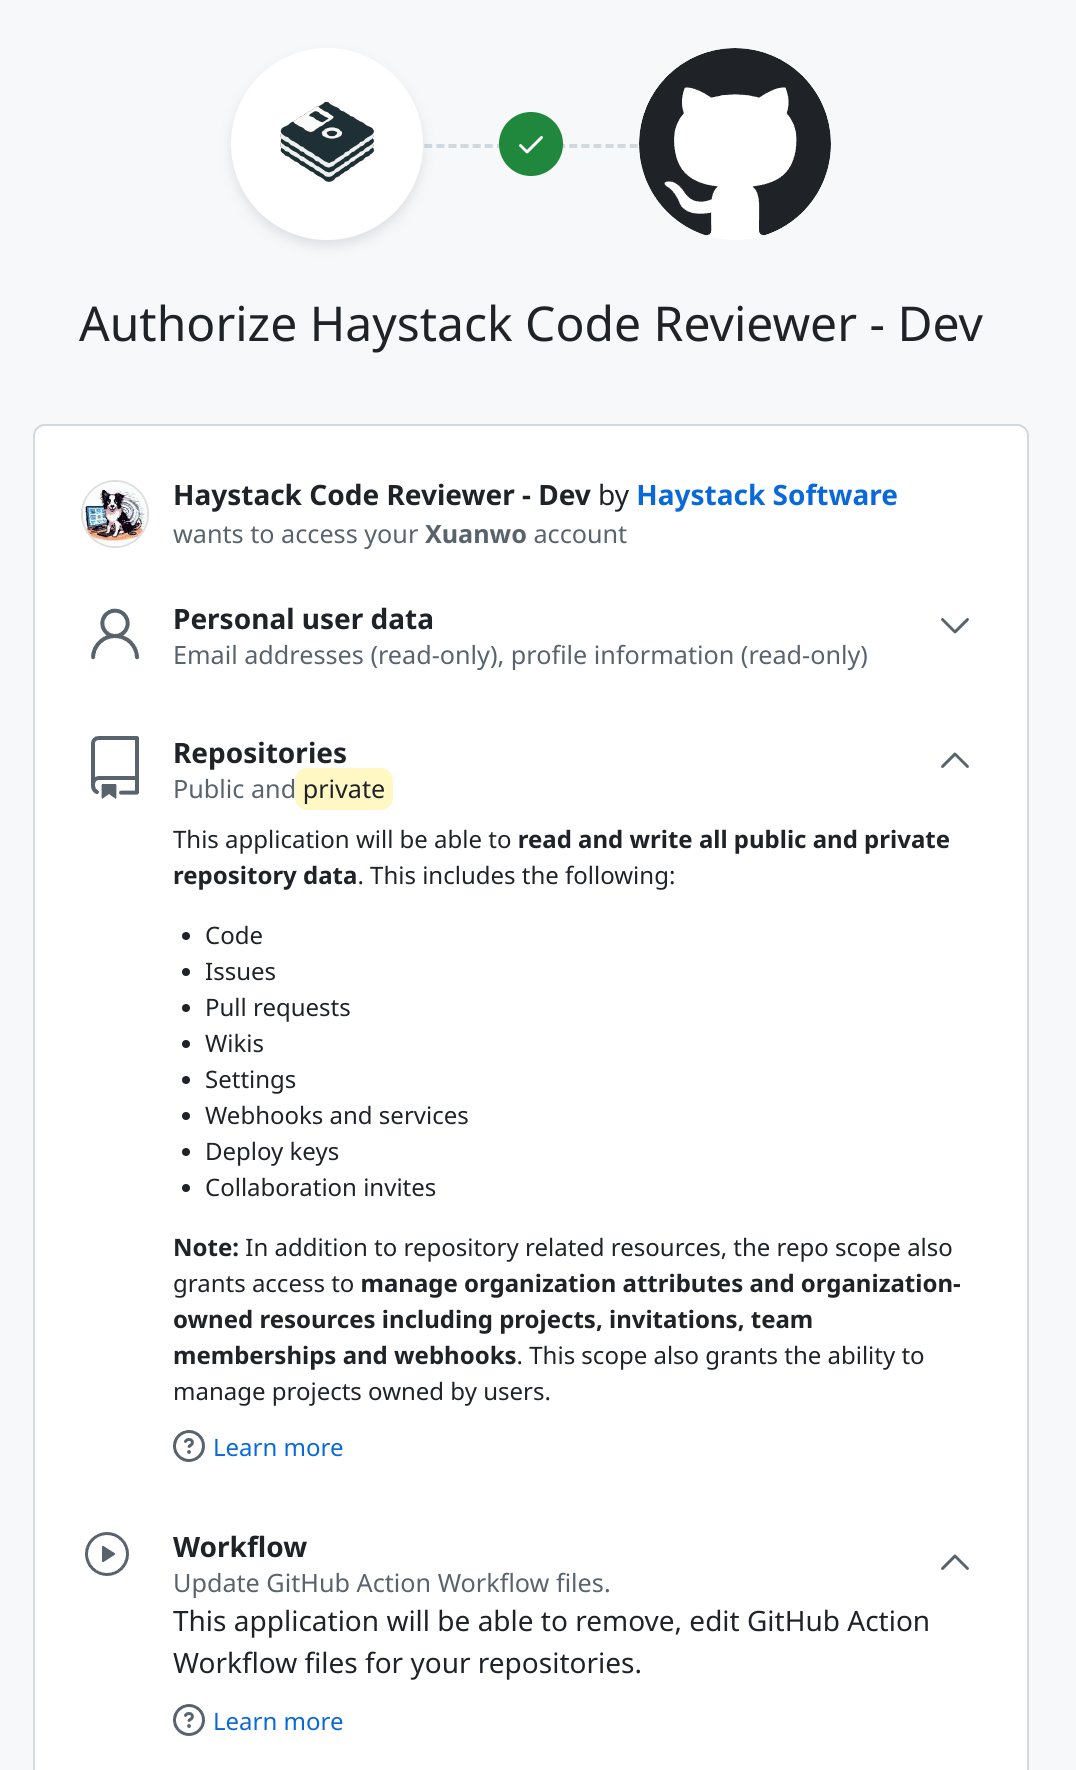 Authorize Haystack Code Reviewer - Dev
Haystack Code Reviewer - Dev by Haystack Software
wants to access your Xuanwo account
Personal user data
Email addresses (read-only), profile information (read-only)
Repositories
Public and private
This application will be able to read and write all public and private
repository data. This includes the following:
• Code
• Issues
• Pull requests
• Wikis
• Settings
• Webhooks and services
• Deploy keys
• Collaboration invites
Note: In addition to repository related resources, the repo scope also
grants access to manage organization attributes and organization-
owned resources including projects, invitations, team
memberships and webhooks. This scope also grants the ability to
manage projects owned by users.
Learn more
Workflow
Update GitHub Action Workflow files.
This application will be able to remove, edit GitHub Action
Workflow files for your repositories.
Learn more